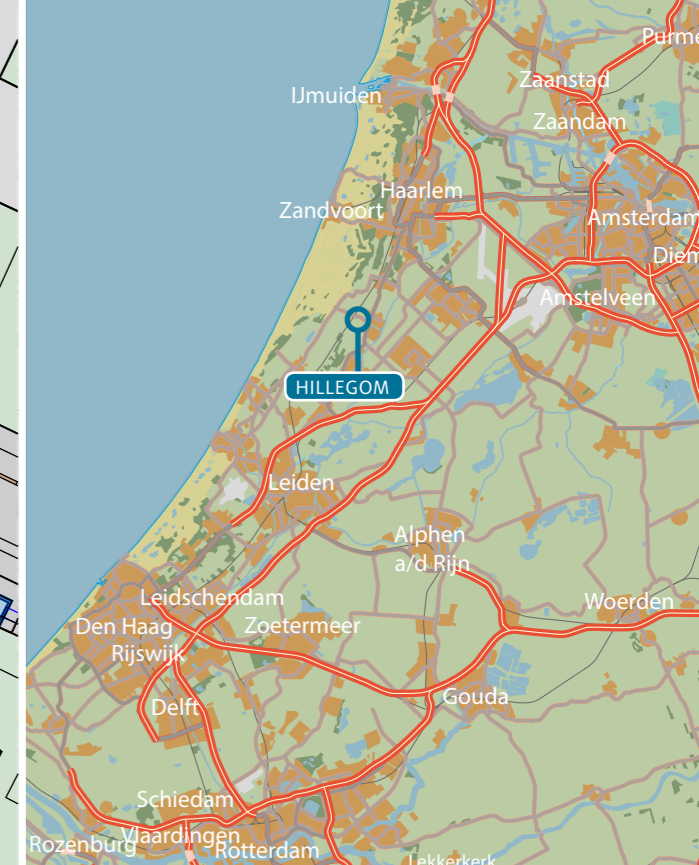 Purme
Zaanstad
IJmuiden
Zaandam
Haarlem
Zandvoort
Amsterdam
Diem
Amstelveen
HILLEGOM
Leiden
Alphen
a/d Rijn
Leidschendam
Woerden
Den Haag
Zoetermeer
Rijswijk
Gouda
Delft
Schiedam
Vlaardingen
Rozenburg
Rotterdam
Lekkerkerk